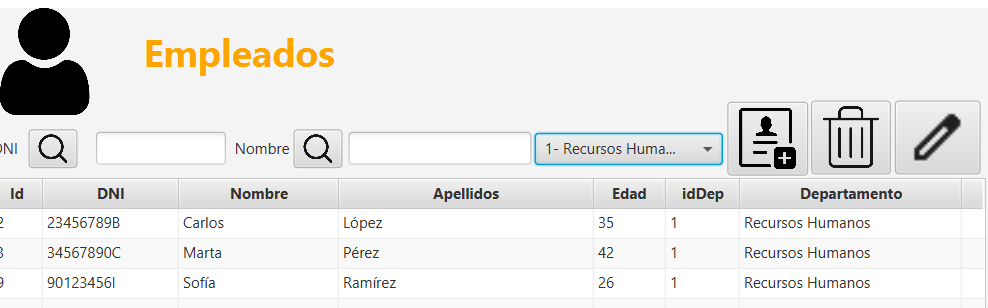 Empleados
DNI Nombre 1- Recursos Huma...
Id DNI Nombre Apellidos Edad idDep Departamento
2 23456789B Carlos López 35 1 Recursos Humanos
3 34567890C Marta Pérez 42 1 Recursos Humanos
9 90123456I Sofía Ramírez 26 1 Recursos Humanos